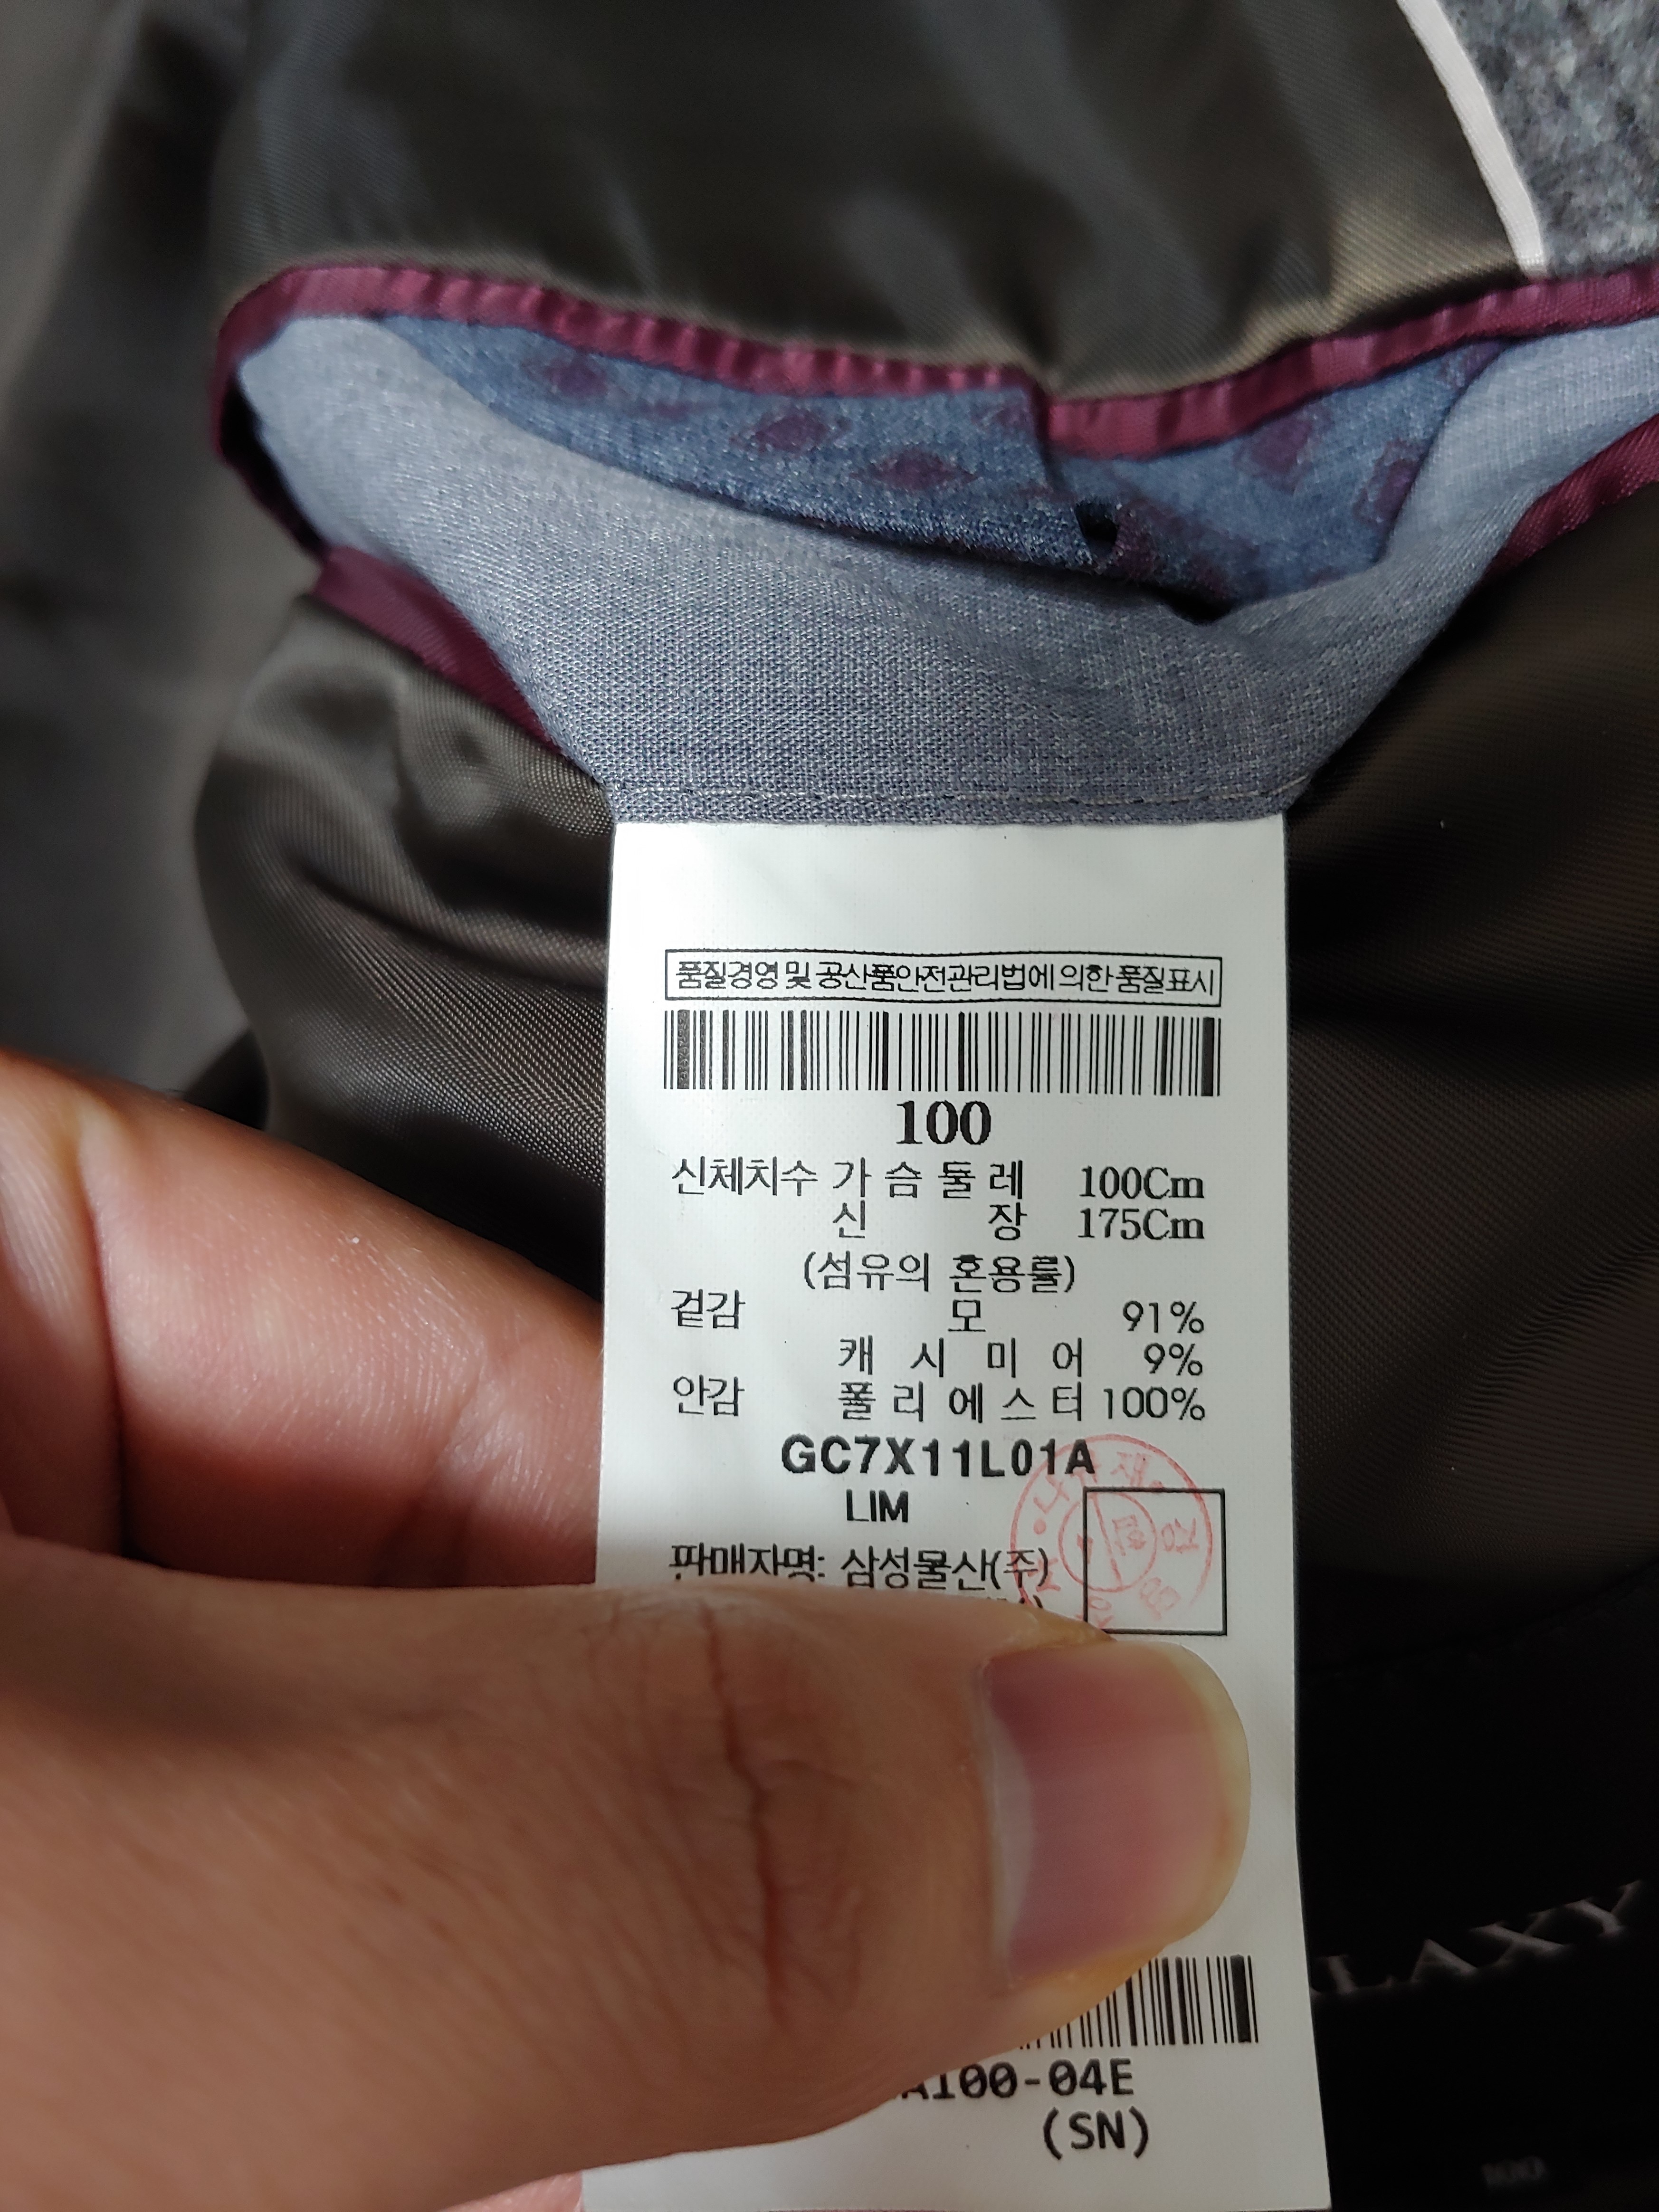 품질경영 및 공산품안전관리법에 의한 품질표시
100
신체치수 가슴둘레 100Cm
신장 175Cm
(섬유의 혼용률)
겉감 모 91%
캐시미어 9%
안감 폴리에스터 100%
GC7X11L01A
LIM
판매자명: 삼성물산(주)
LAXY
A100-04E
(SN)
100